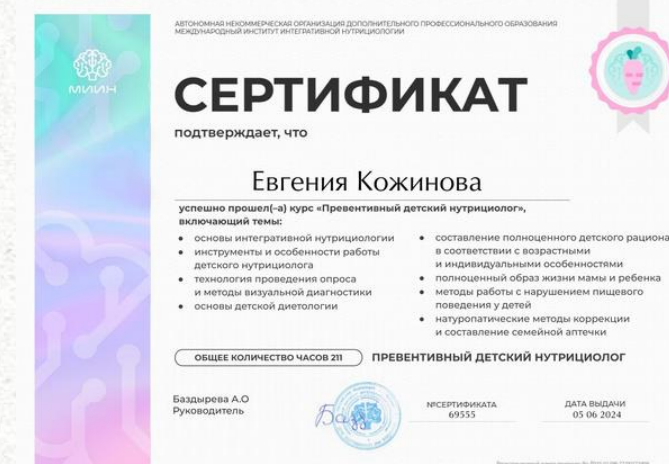 АВТОНОМНАЯ НЕКОММЕРЧЕСКАЯ ОРГАНИЗАЦИЯ ДОПОЛНИТЕЛЬНОГО ПРОФЕССИОНАЛЬНОГО ОБРАЗОВАНИЯ
МЕЖДУНАРОДНЫЙ ИНСТИТУТ ИНТЕГРАТИВНОЙ НУТРИЦИОЛОГИИ
МИИН
СЕРТИФИКАТ
подтверждает, что
Евгения Кожинова
успешно прошел(-а) курс «Превентивный детский нутрициолог»,
включающий темы:
• основы интегративной нутрициологии
• инструменты и особенности работы
детского нутрициолога
• технология проведения опроса
и методы визуальной диагностики
• основы детской диетологии
• составление полноценного детского рациона
в соответствии с возрастными
и индивидуальными особенностями
• полноценный образ жизни мамы и ребенка
• методы работы с нарушением пищевого
поведения у детей
• натуропатические методы коррекции
и составление семейной аптечки
ОБЩЕЕ КОЛИЧЕСТВО ЧАСОВ 211
ПРЕВЕНТИВНЫЙ ДЕТСКИЙ НУТРИЦИОЛОГ
Баздырева А.О
Руководитель
№СЕРТИФИКАТА
69555
ДАТА ВЫДАЧИ
05 06 2024